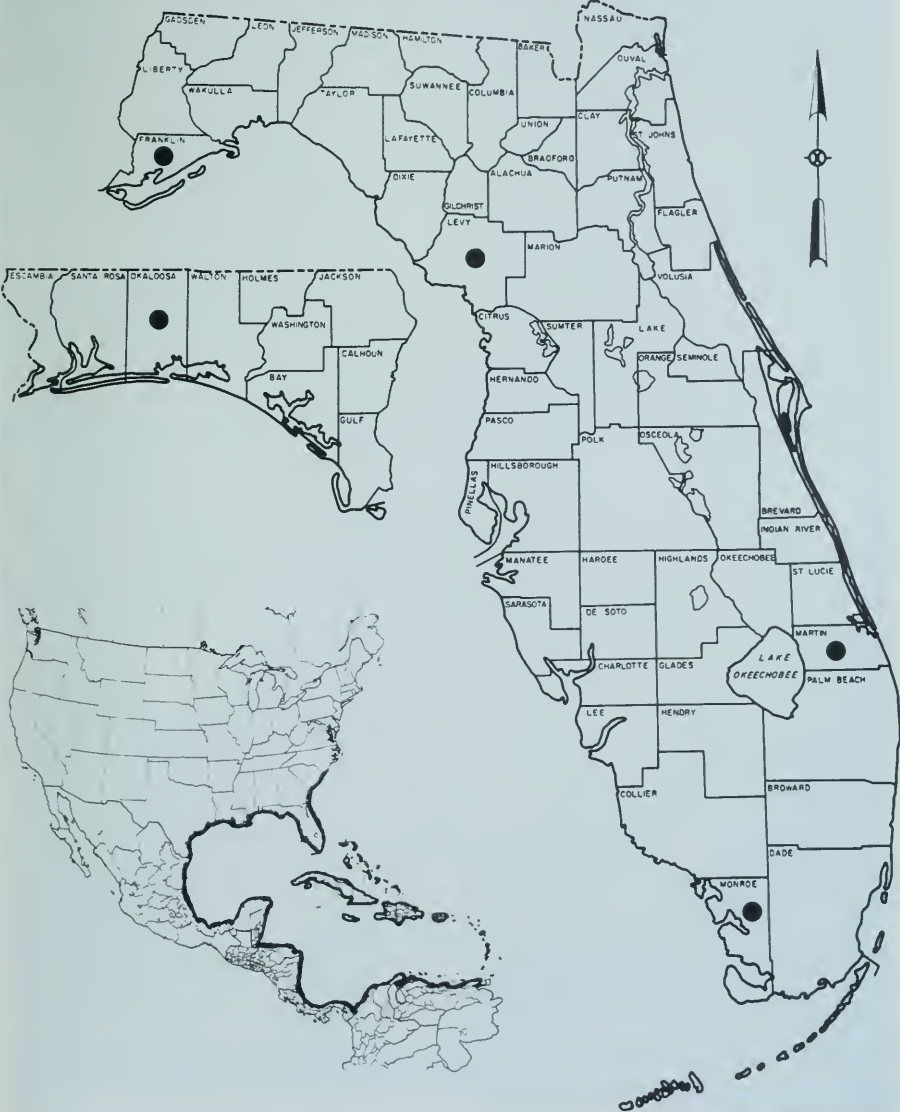 NASSAU
GADSDEN
LEON
JEFFERSON
MADISON
HAMILTON
BAKER
DUVAL
LIBERTY
WAKULLA
TAYLOR
SUWANNEE
COLUMBIA
UNION
CLAY
ST JOHNS
FRANKLIN
LAFAYETTE
BRADFORD
DIXIE
ALACHUA
PUTNAM
GILCHRIST
FLAGLER
LEVY
MARION
VOLUSIA
ESCAMBIA
SANTA ROSA
OKALOOSA
WALTON
HOLMES
JACKSON
WASHINGTON
CALHOUN
BAY
GULF
CITRUS
SUMTER
LAKE
ORANGE
SEMINOLE
HERNANDO
PASCO
POLK
OSCEOLA
HILLSBOROUGH
PINELLAS
BREVARD
INDIAN RIVER
MANATEE
HARDEE
HIGHLANDS
OKEECHOBEE
ST LUCIE
SARASOTA
DE SOTO
MARTIN
CHARLOTTE
GLADES
LAKE
OKEECHOBEE
PALM BEACH
LEE
HENDRY
COLLIER
BROWARD
DADE
MONROE